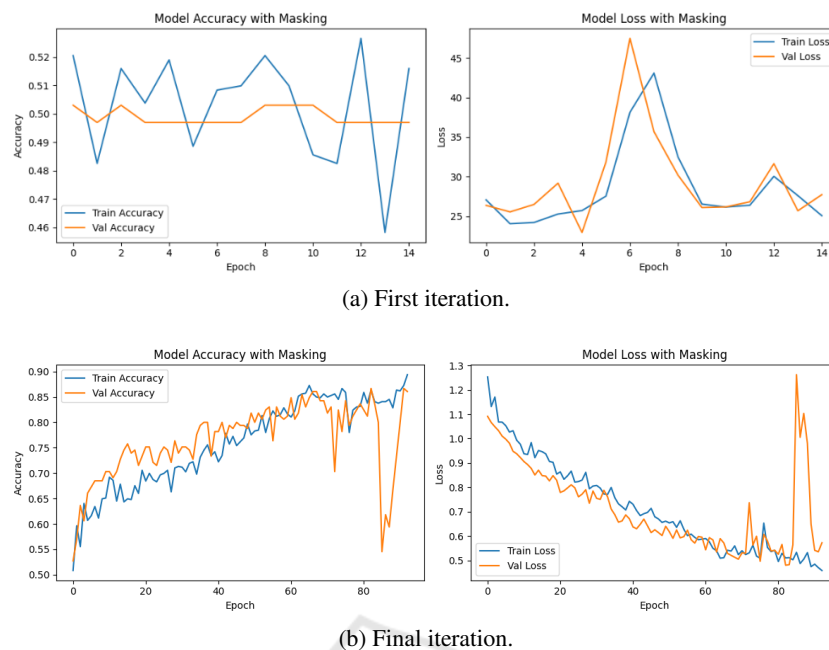 Model Accuracy with Masking
0.52
0.51
0.50
0.49
0.48
0.47
0.46
Accuracy
Train Accuracy
Val Accuracy
0 2 4 6 8 10 12 14
Epoch
Model Loss with Masking
45
40
35
30
25
Loss
Train Loss
Val Loss
0 2 4 6 8 10 12 14
Epoch
(a) First iteration.
Model Accuracy with Masking
0.90
0.85
0.80
0.75
0.70
0.65
0.60
0.55
0.50
Accuracy
Train Accuracy
Val Accuracy
0 20 40 60 80
Epoch
Model Loss with Masking
1.3
1.2
1.1
1.0
0.9
0.8
0.7
0.6
0.5
Loss
Train Loss
Val Loss
0 20 40 60 80
Epoch
(b) Final iteration.